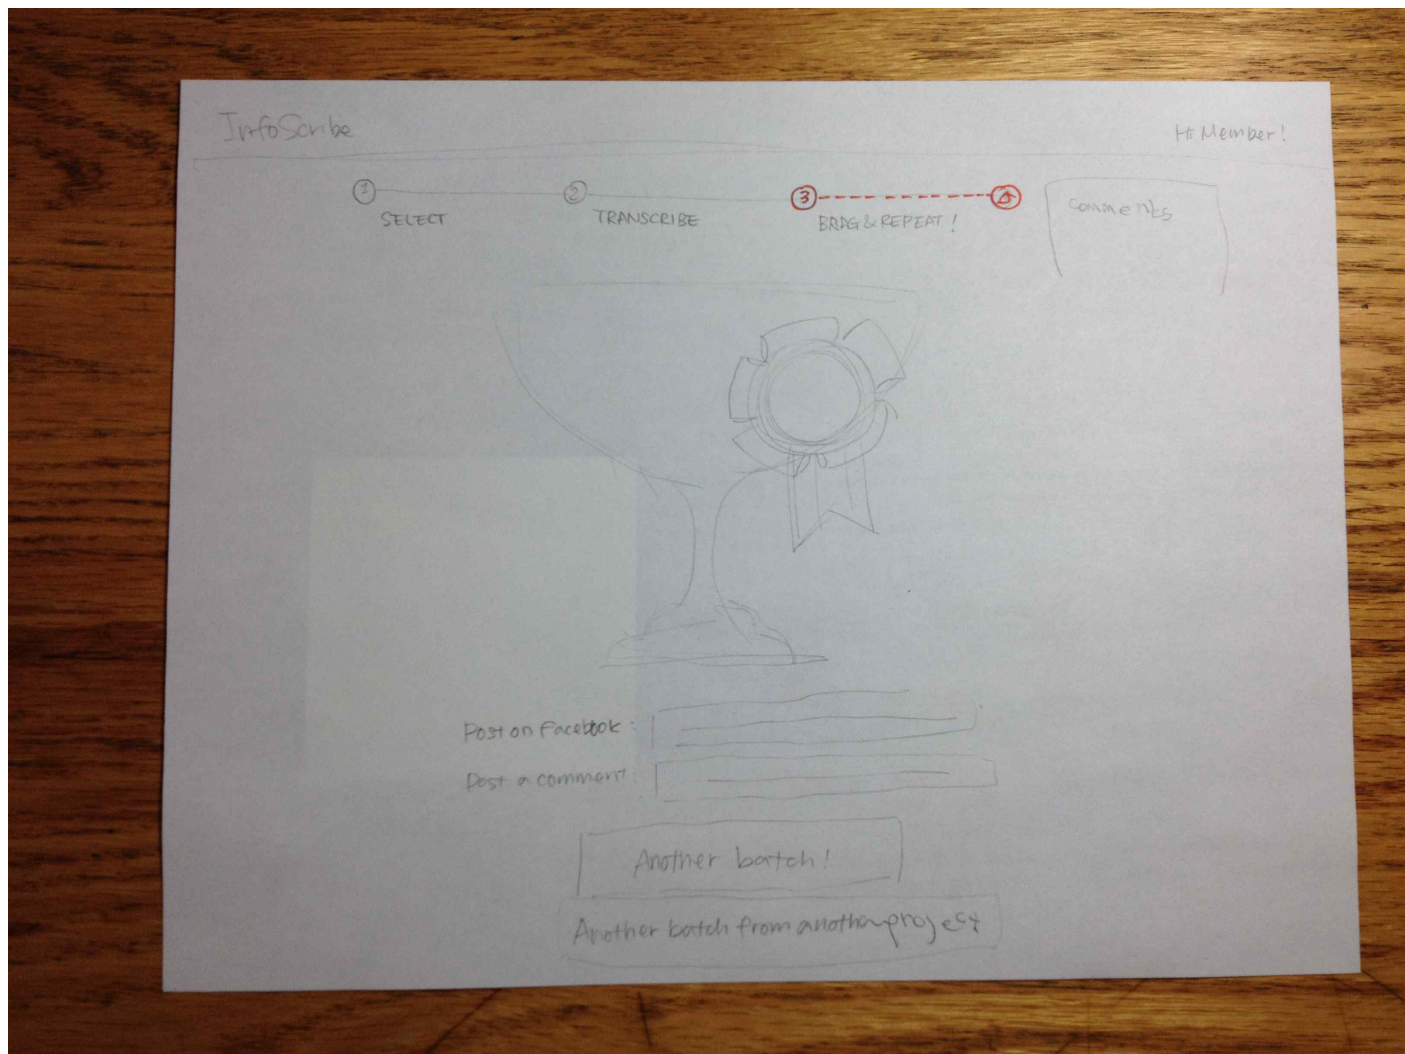 InfoScribe
Hi Member!
1 2 3
SELECT TRANSCRIBE BRAG & REPEAT!
Comments
Post on Facebook:
Post a comment:
Another batch!
Another batch from another project